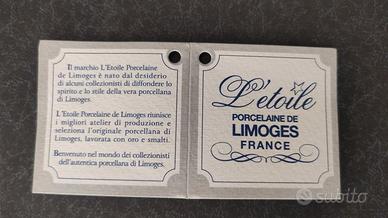 Il marchio L'Etoile Porcelaine
de Limoges è nato dal desiderio
di alcuni collezionisti di diffondere lo
spirito e lo stile della vera porcellana
di Limoges.
L'Etoile Porcelaine de Limoges riunisce
i migliori atelier di produzione e
seleziona l'originale porcellana di
Limoges, lavorata con oro e smalti.
Benvenuto nel mondo dei collezionisti
dell'autentica porcellana di Limoges.
L'etoile
PORCELAINE DE
LIMOGES
FRANCE
subito